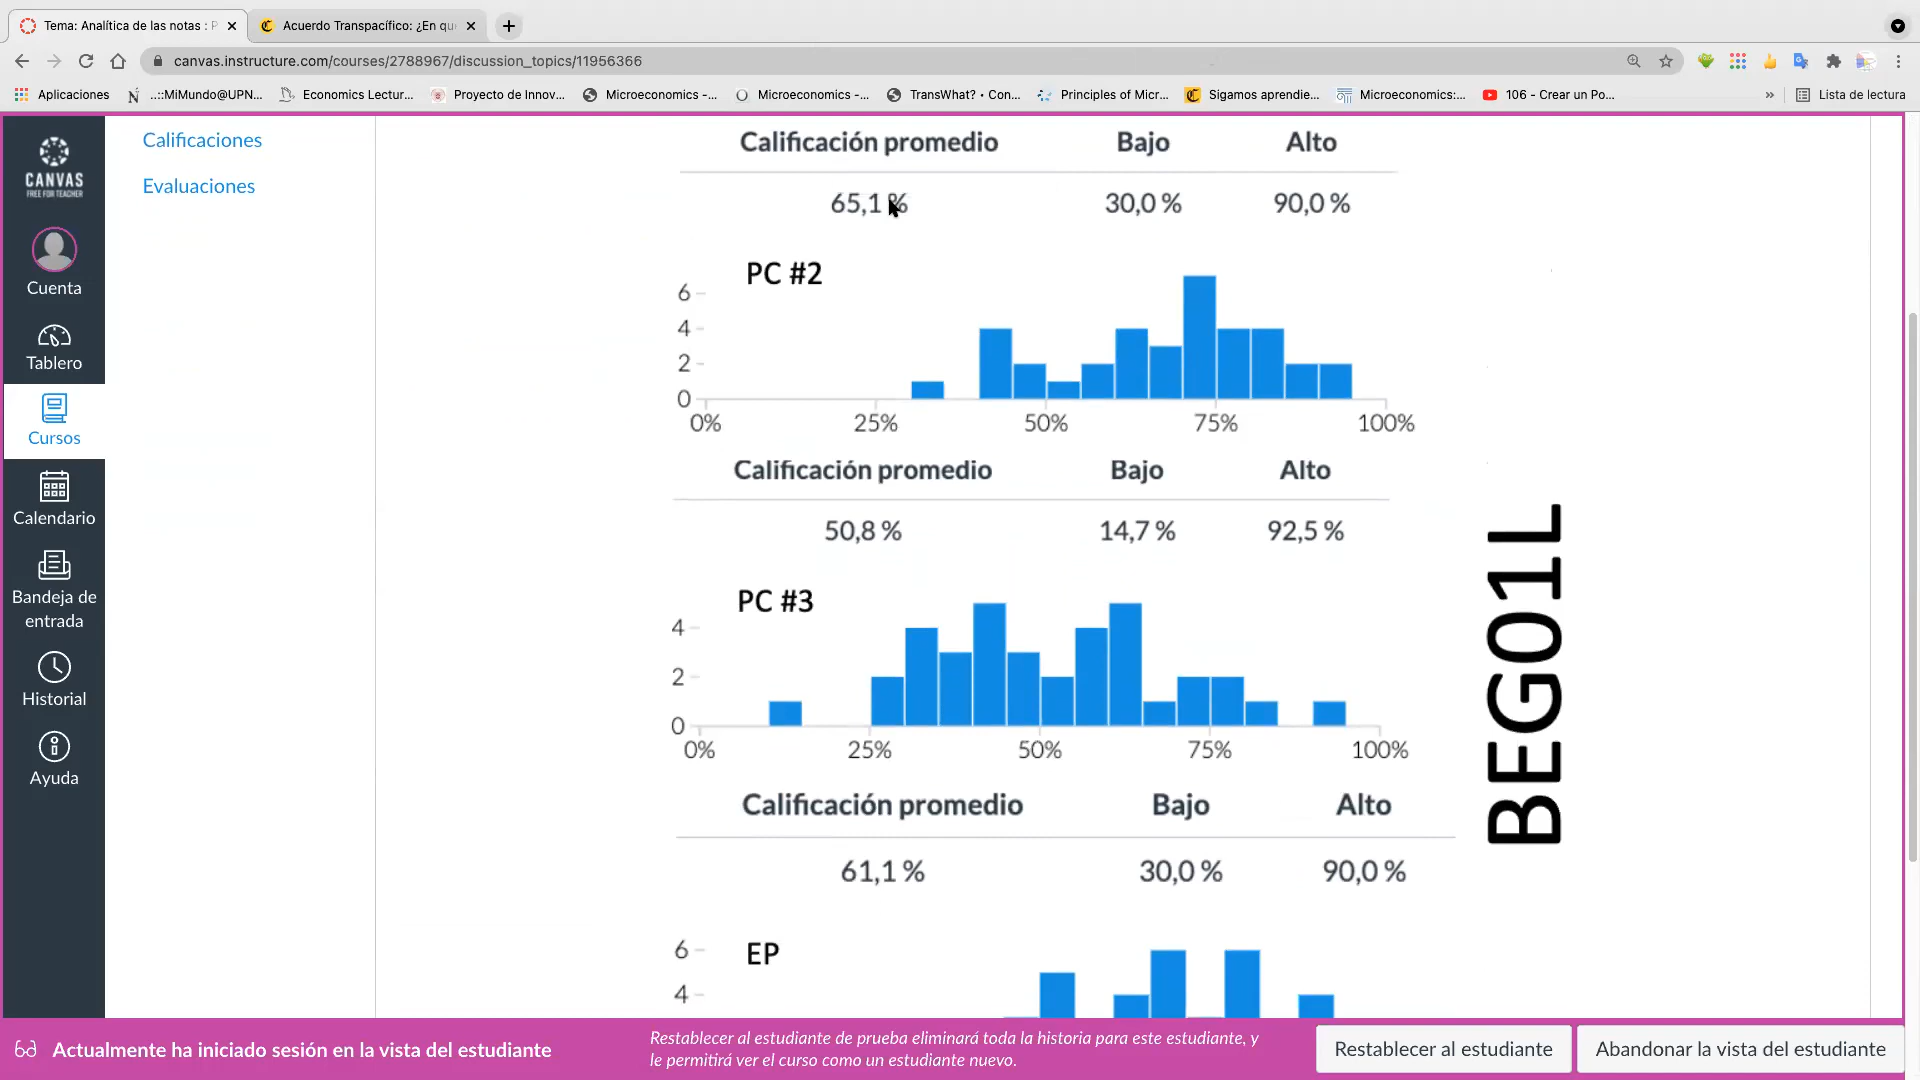 Tema: Analítica de las notas : P
Acuerdo Transpacífico: ¿En qu
canvas.instructure.com/courses/2788967/discussion_topics/11956366
Aplicaciones
..::MiMundo@UPN...
Economics Lectur...
Proyecto de Innov...
Microeconomics -...
Microeconomics -...
TransWhat? • Con...
Principles of Micr...
Sigamos aprendie...
Microeconomics:...
106 - Crear un Po...
»
Lista de lectura
CANVAS
FREE FOR TEACHER
Cuenta
Tablero
Cursos
Calendario
Bandeja de
entrada
Historial
Ayuda
Calificaciones
Evaluaciones
Calificación promedio Bajo Alto
65,1 % 30,0 % 90,0 %
PC #2
6
4
2
0
0% 25% 50% 75% 100%
Calificación promedio Bajo Alto
50,8 % 14,7 % 92,5 %
PC #3
4
2
0
0% 25% 50% 75% 100%
Calificación promedio Bajo Alto
61,1 % 30,0 % 90,0 %
EP
6
4
BEG01L
Actualmente ha iniciado sesión en la vista del estudiante
Restablecer al estudiante de prueba eliminará toda la historia para este estudiante, y
le permitirá ver el curso como un estudiante nuevo.
Restablecer al estudiante
Abandonar la vista del estudiante